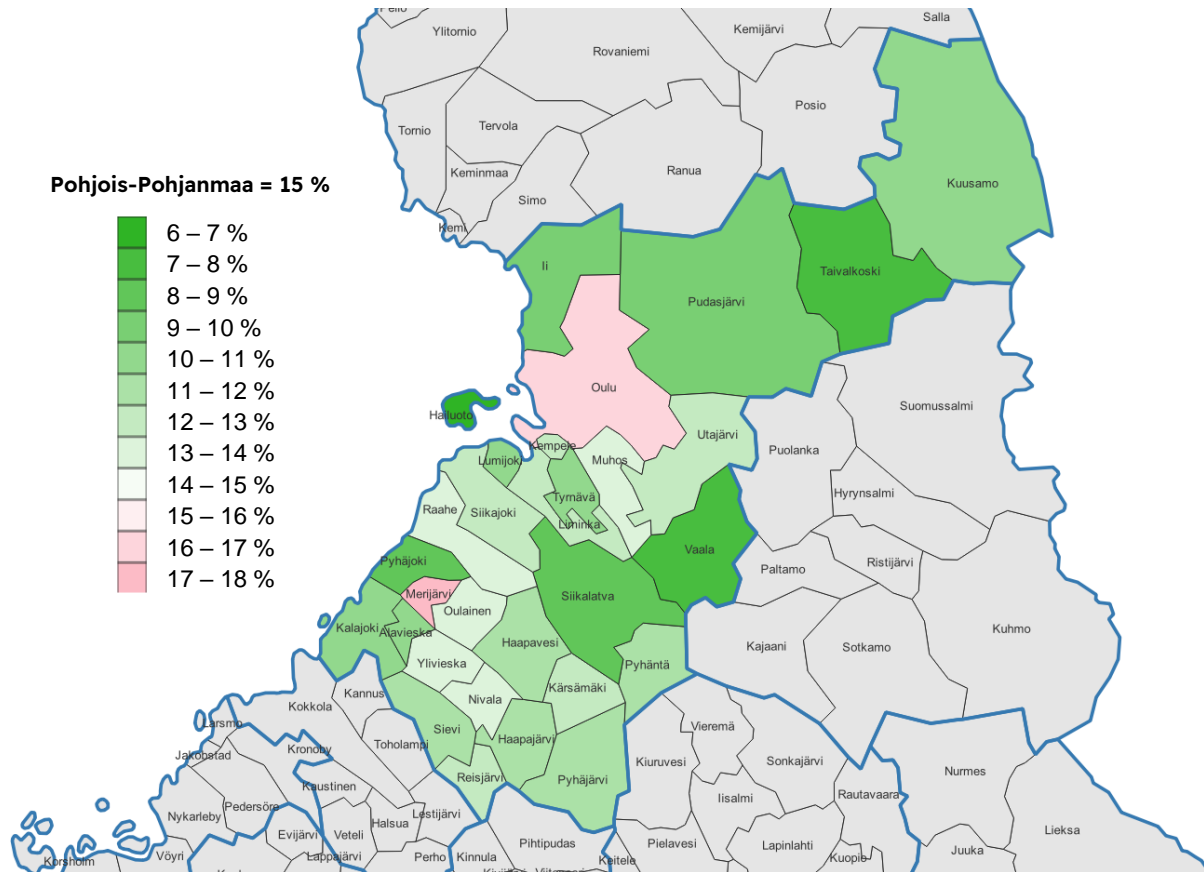 Pello
Salla
Ylitornio
Kemijärvi
Rovaniemi
Posio
Tornio
Tervola
Ranua
Keminmaa
Kuusamo
Pohjois-Pohjanmaa = 15 %
Simo
Kemi
6 – 7 %
7 – 8 %
8 – 9 %
9 – 10 %
10 – 11 %
11 – 12 %
12 – 13 %
13 – 14 %
14 – 15 %
15 – 16 %
16 – 17 %
17 – 18 %
Ii
Taivalkoski
Pudasjärvi
Oulu
Suomussalmi
Hailuoto
Utajärvi
Kempele
Puolanka
Lumijoki
Muhos
Hyrynsalmi
Tyrnävä
Raahe
Siikajoki
Liminka
Vaala
Pyhäjoki
Ristijärvi
Paltamo
Merijärvi
Siikalatva
Oulainen
Kalajoki
Alavieska
Kuhmo
Haapavesi
Kajaani
Sotkamo
Ylivieska
Pyhäntä
Kärsämäki
Kannus
Nivala
Kokkola
Larsmo
Vieremä
Sievi
Haapajärvi
Toholampi
Kronoby
Jakobstad
Kiuruvesi
Sonkajärvi
Nurmes
Reisjärvi
Pyhäjärvi
Kaustinen
Rautavaara
Iisalmi
Pedersöre
Nykarleby
Lestijärvi
Halsua
Evijärvi
Veteli
Lieksa
Pihtipudas
Pielavesi
Lapinlahti
Juuka
Vöyri
Lappajärvi
Perho
Kinnula
Keitele
Kuopio
Korsholm